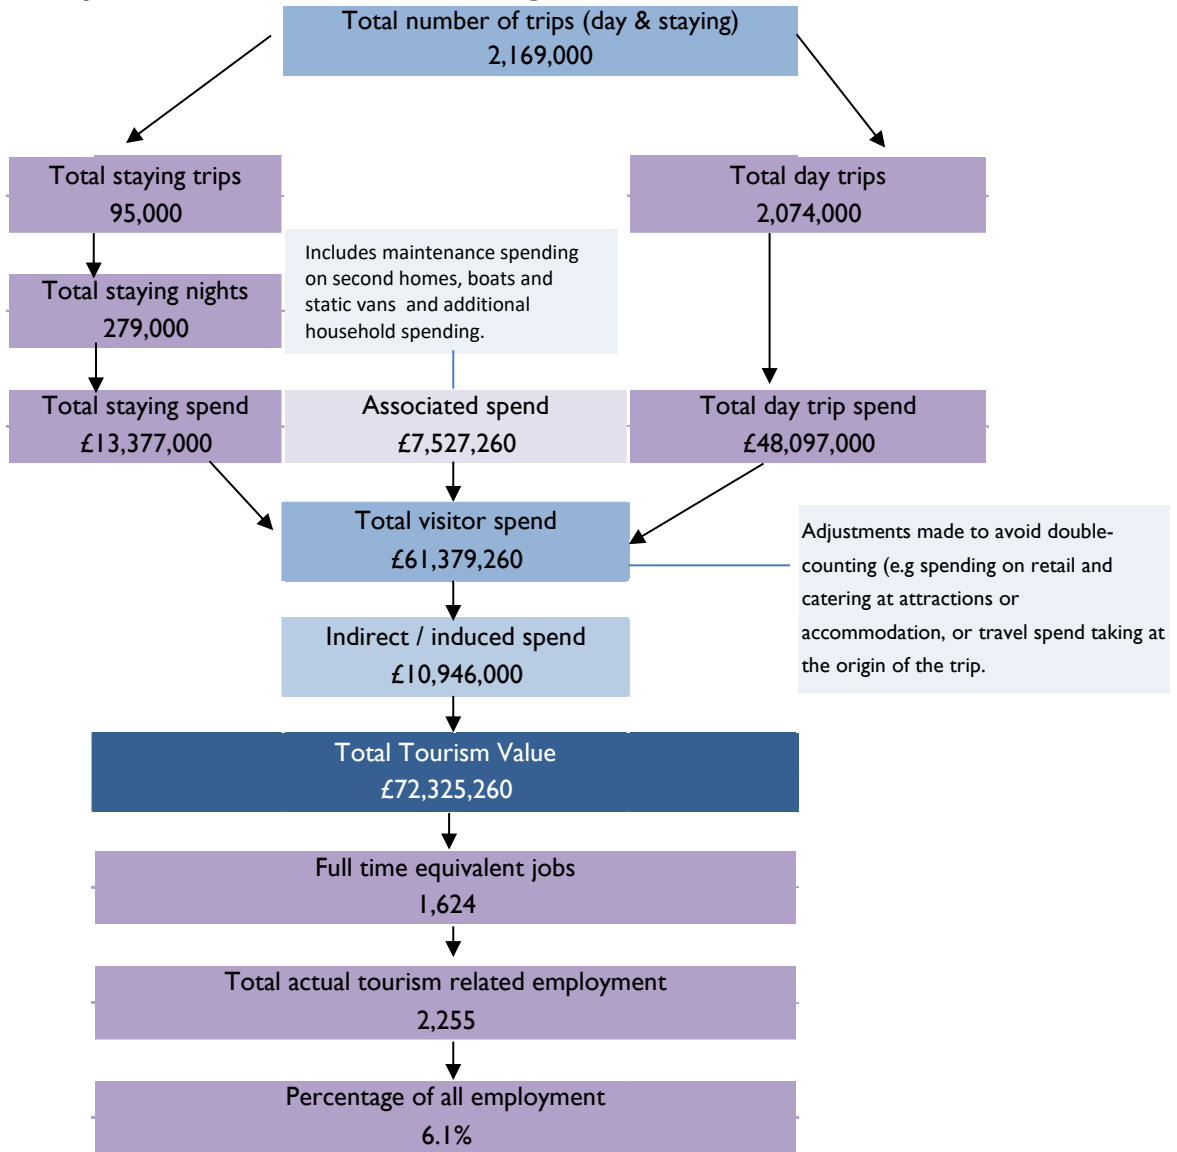 Total number of trips (day & staying)
2,169,000
Total staying trips
95,000
Total day trips
2,074,000
Includes maintenance spending
on second homes, boats and
static vans and additional
household spending.
Total staying nights
279,000
Total staying spend
£13,377,000
Associated spend
£7,527,260
Total day trip spend
£48,097,000
Total visitor spend
£61,379,260
Adjustments made to avoid double-
counting (e.g spending on retail and
catering at attractions or
accommodation, or travel spend taking at
the origin of the trip.
Indirect / induced spend
£10,946,000
Total Tourism Value
£72,325,260
Full time equivalent jobs
1,624
Total actual tourism related employment
2,255
Percentage of all employment
6.1%